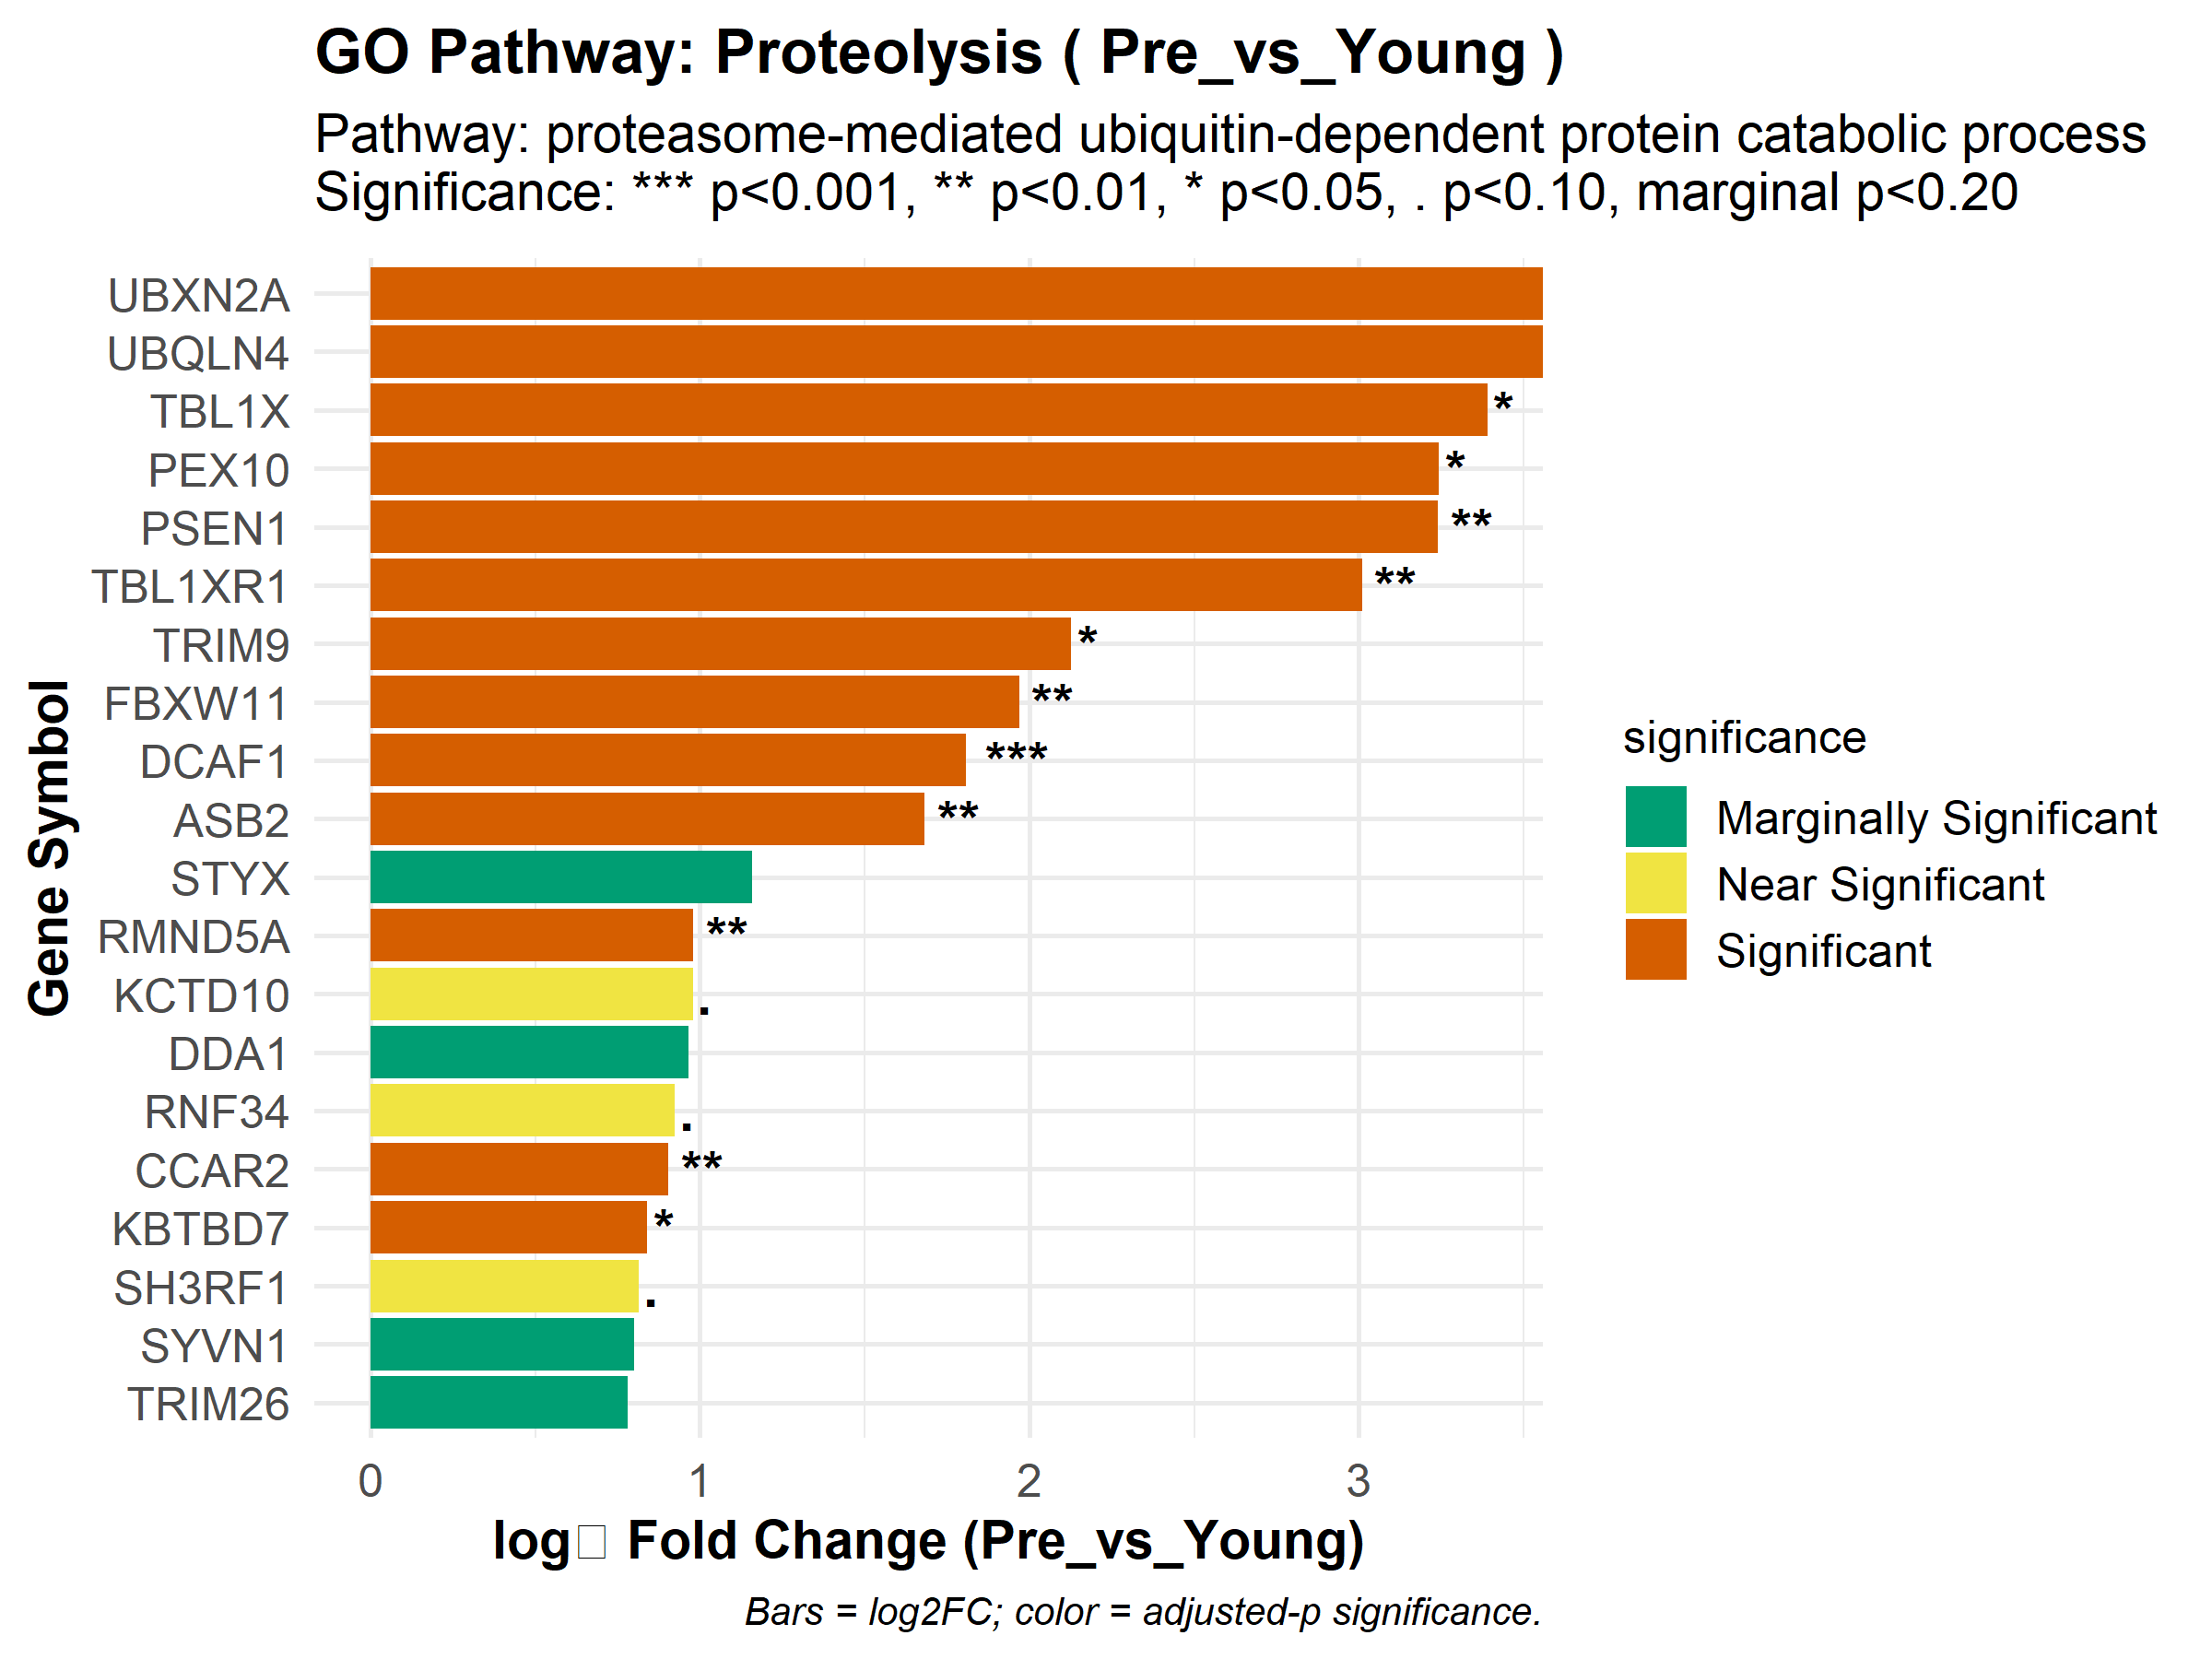 GO Pathway: Proteolysis ( Pre_vs_Young )
Pathway: proteasome-mediated ubiquitin-dependent protein catabolic process
Significance: *** p<0.001, ** p<0.01, * p<0.05, . p<0.10, marginal p<0.20
Gene Symbol
UBXN2A
UBQLN4
TBL1X *
PEX10 *
PSEN1 **
TBL1XR1 **
TRIM9 *
FBXW11 **
DCAF1 ***
ASB2 **
STYX
RMND5A **
KCTD10 .
DDA1
RNF34 .
CCAR2 **
KBTBD7 *
SH3RF1 .
SYVN1
TRIM26
0 1 2 3
log□ Fold Change (Pre_vs_Young)
significance
Marginally Significant
Near Significant
Significant
Bars = log2FC; color = adjusted-p significance.